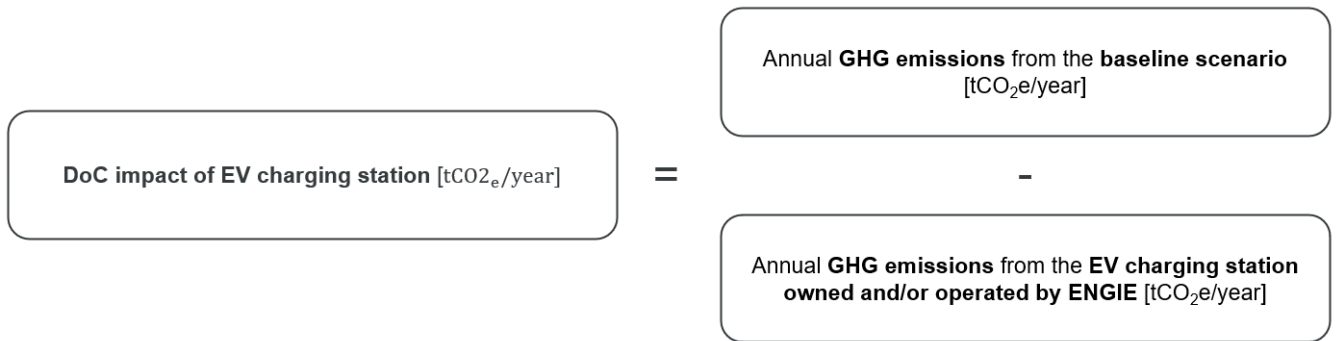 Annual GHG emissions from the baseline scenario
[tCO₂e/year]
DoC impact of EV charging station [tCO2ₑ/year]
=
-
Annual GHG emissions from the EV charging station
owned and/or operated by ENGIE [tCO₂e/year]